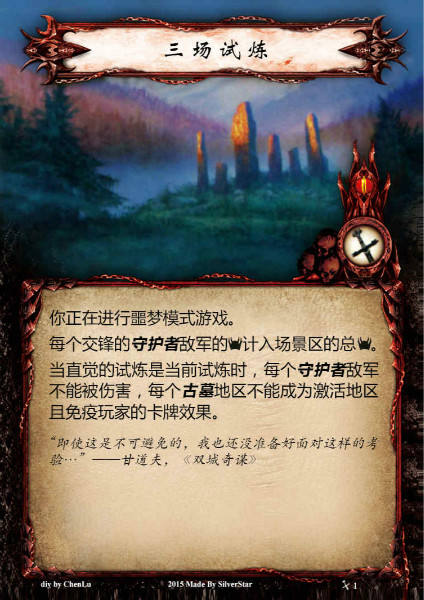 三场试炼
你正在进行噩梦模式游戏。
每个交锋的守护者敌军的计入场景区的总。
当直觉的试炼是当前试炼时，每个守护者敌军
不能被伤害，每个古墓地区不能成为激活地区
且免疫玩家的卡牌效果。
“即使这是不可避免的，我也还没准备好面对这样的考
验…”——甘道夫，《双城奇谋》
diy by ChenLu
2015 Made By SilverStar
1